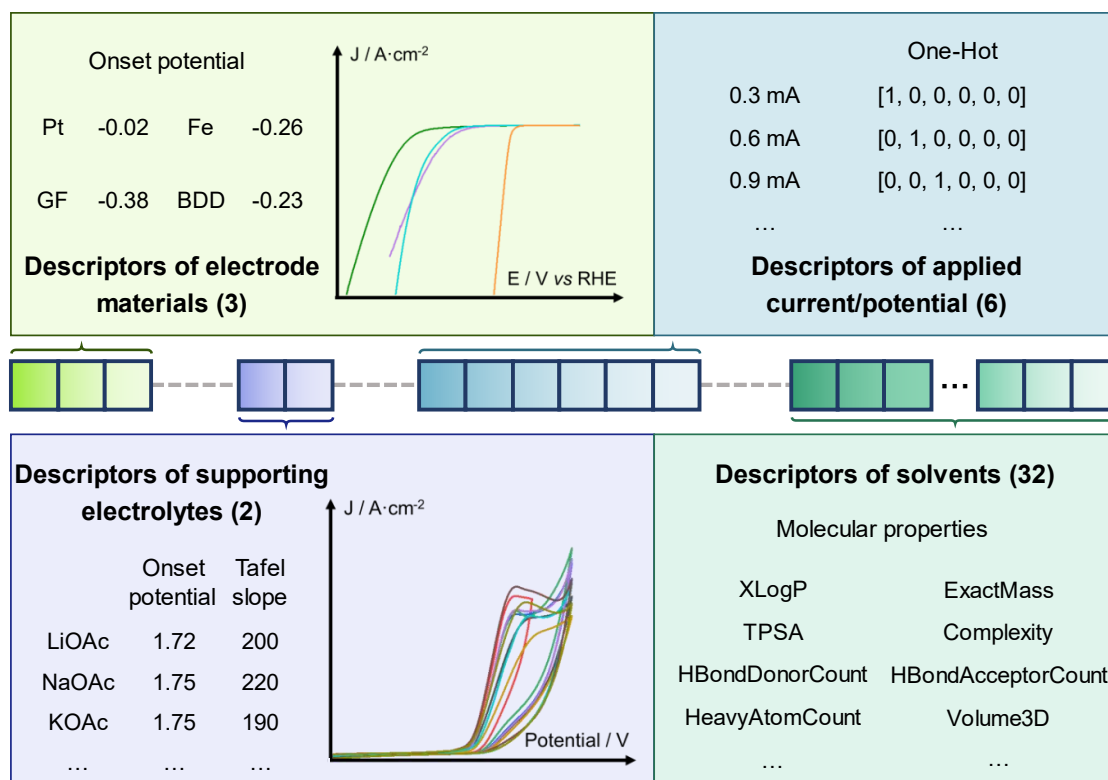 Onset potential
Pt -0.02 Fe -0.26
GF -0.38 BDD -0.23
Descriptors of electrode
materials (3)
J / A·cm-2
E / V vs RHE
One-Hot
0.3 mA [1, 0, 0, 0, 0, 0]
0.6 mA [0, 1, 0, 0, 0, 0]
0.9 mA [0, 0, 1, 0, 0, 0]
… …
Descriptors of applied
current/potential (6)
...
Descriptors of supporting
electrolytes (2)
Onset Tafel
potential slope
LiOAc 1.72 200
NaOAc 1.75 220
KOAc 1.75 190
… … …
J / A·cm-2
Potential / V
Descriptors of solvents (32)
Molecular properties
XLogP ExactMass
TPSA Complexity
HBondDonorCount HBondAcceptorCount
HeavyAtomCount Volume3D
… …